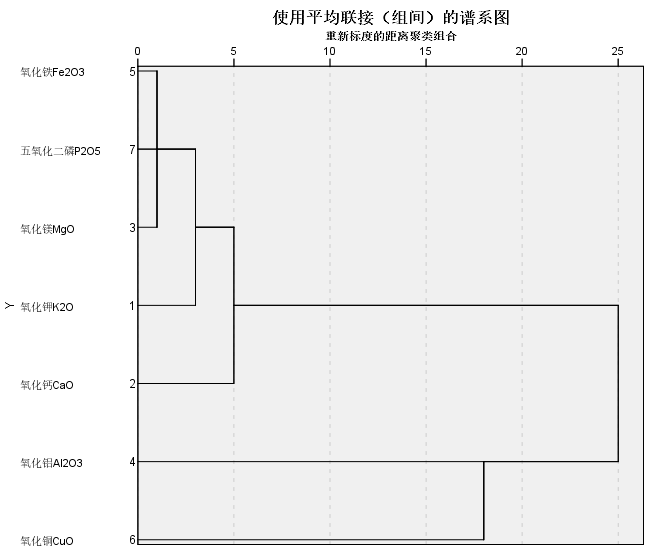 使用平均联接（组间）的谱系图
重新标度的距离聚类组合
0 5 10 15 20 25
氧化铁Fe2O3 5
五氧化二磷P2O5 7
氧化镁MgO 3
Y
氧化钾K2O 1
氧化钙CaO 2
氧化铝Al2O3 4
氧化铜CuO 6